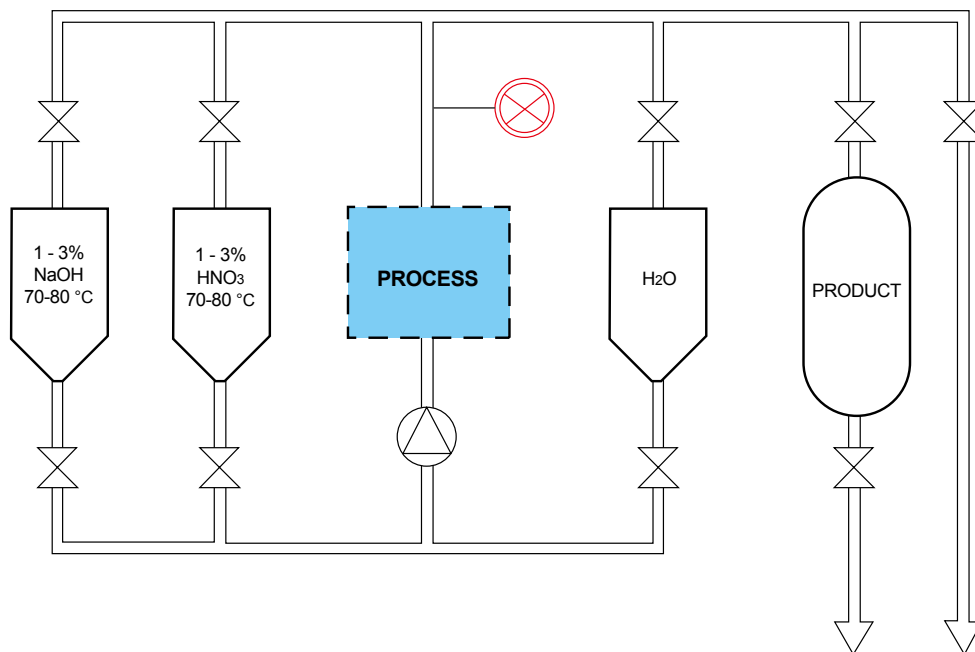 1 - 3%
NaOH
70-80 °C
1 - 3%
HNO3
70-80 °C
PROCESS
H2O
PRODUCT